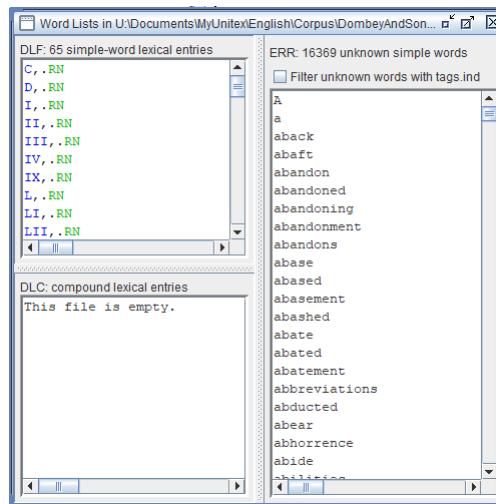 Word Lists in U:\Documents\MyUnitex\English\Corpus\DombeyAndSon...
DLF: 65 simple-word lexical entries
C,.RN
D,.RN
I,.RN
II,.RN
III,.RN
IV,.RN
IX,.RN
L,.RN
LI,.RN
LII,.RN
DLC: compound lexical entries
This file is empty.
ERR: 16369 unknown simple words
Filter unknown words with tags.ind
A
a
aback
abaft
abandon
abandoned
abandoning
abandonment
abandons
abase
abased
abasement
abashed
abate
abated
abatement
abbreviations
abducted
abear
abhorrence
abide
abilities